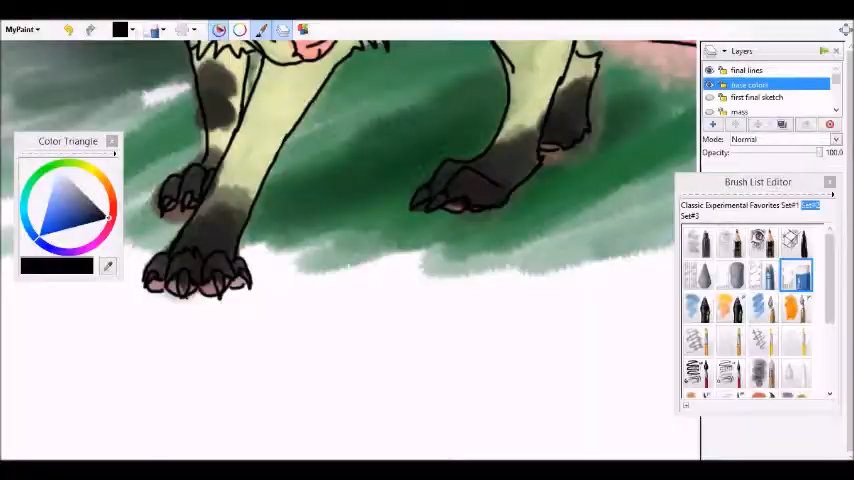 MyPaint
Layers
final lines
base colors
first final sketch
mass
Mode: Normal
Opacity: 100.0
Color Triangle
Brush List Editor
Classic Experimental Favorites Set#1 Set#2
Set#3